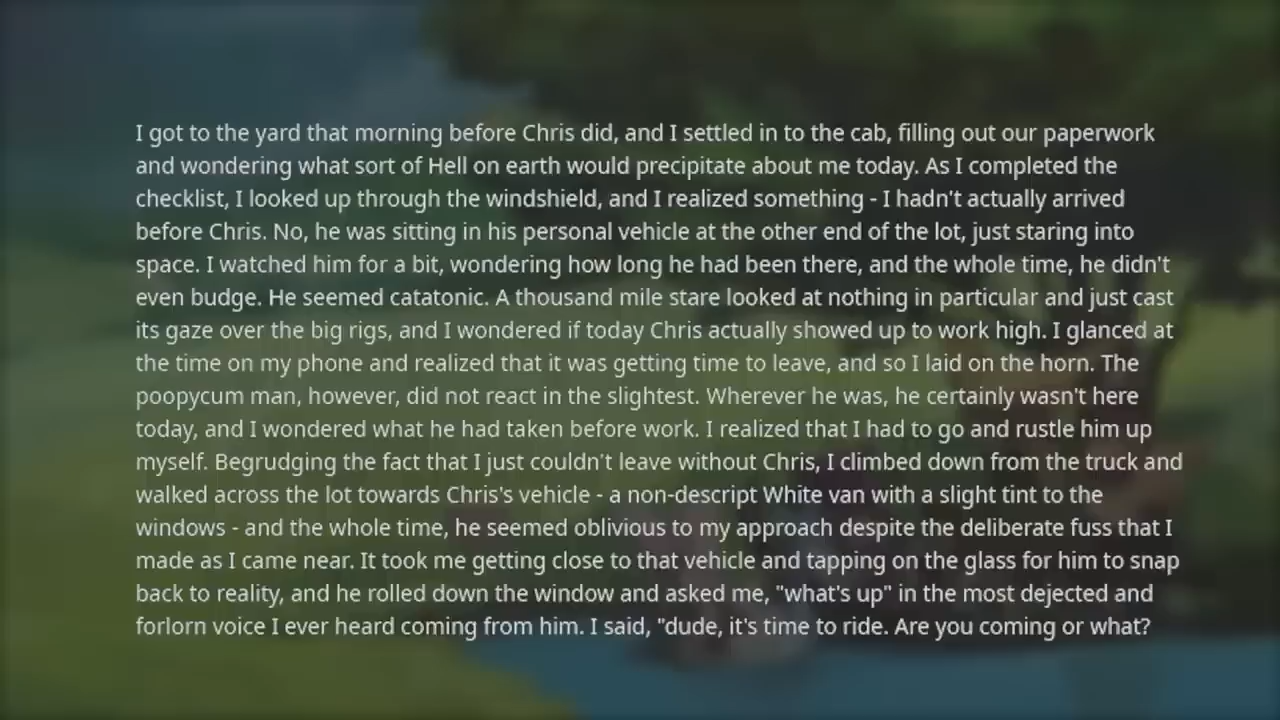 I got to the yard that morning before Chris did, and I settled in to the cab, filling out our paperwork
and wondering what sort of Hell on earth would precipitate about me today. As I completed the
checklist, I looked up through the windshield, and I realized something - I hadn't actually arrived
before Chris. No, he was sitting in his personal vehicle at the other end of the lot, just staring into
space. I watched him for a bit, wondering how long he had been there, and the whole time, he didn't
even budge. He seemed catatonic. A thousand mile stare looked at nothing in particular and just cast
its gaze over the big rigs, and I wondered if today Chris actually showed up to work high. I glanced at
the time on my phone and realized that it was getting time to leave, and so I laid on the horn. The
poopycum man, however, did not react in the slightest. Wherever he was, he certainly wasn't here
today, and I wondered what he had taken before work. I realized that I had to go and rustle him up
myself. Begrudging the fact that I just couldn't leave without Chris, I climbed down from the truck and
walked across the lot towards Chris's vehicle - a non-descript White van with a slight tint to the
windows - and the whole time, he seemed oblivious to my approach despite the deliberate fuss that I
made as I came near. It took me getting close to that vehicle and tapping on the glass for him to snap
back to reality, and he rolled down the window and asked me, "what's up" in the most dejected and
forlorn voice I ever heard coming from him. I said, "dude, it's time to ride. Are you coming or what?